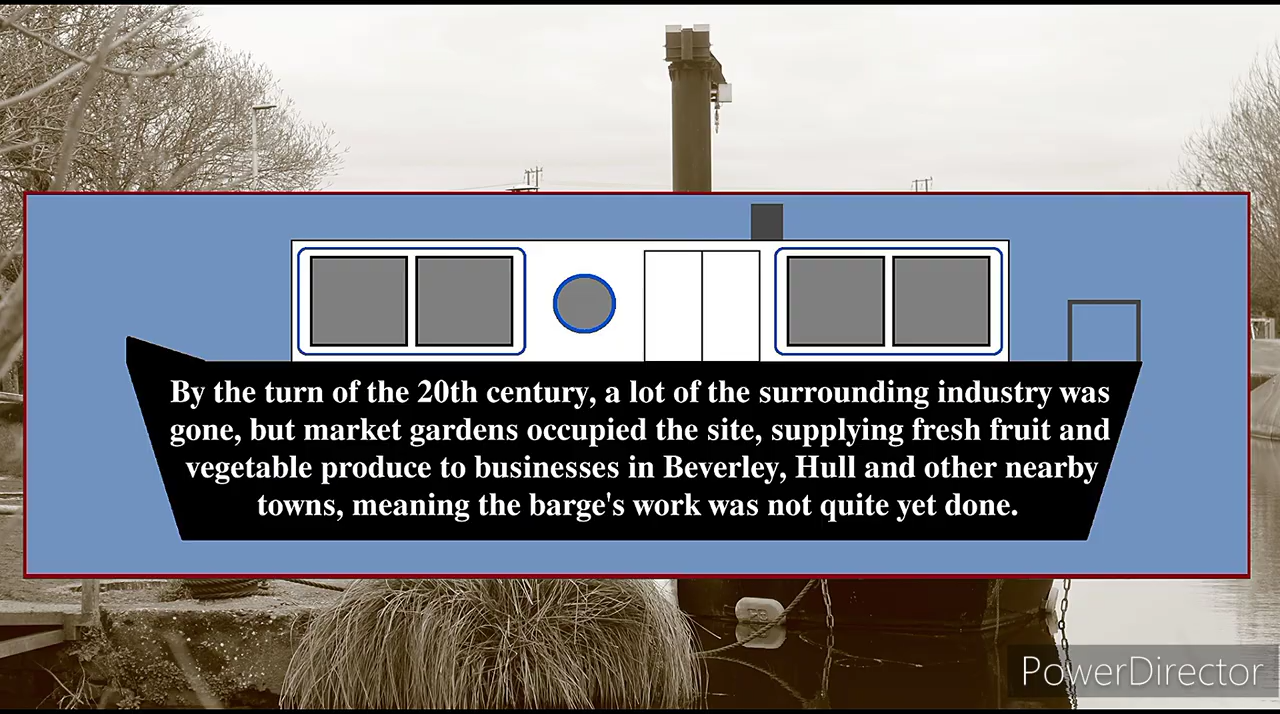 By the turn of the 20th century, a lot of the surrounding industry was
gone, but market gardens occupied the site, supplying fresh fruit and
vegetable produce to businesses in Beverley, Hull and other nearby
towns, meaning the barge's work was not quite yet done.
PowerDirector